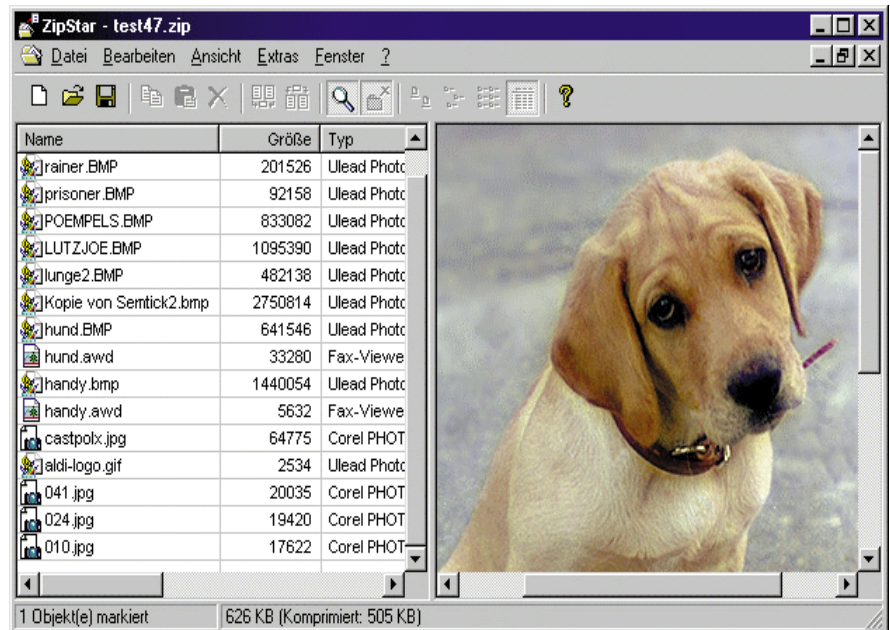 ZipStar - test47.zip
Datei Bearbeiten Ansicht Extras Fenster ?
Name Größe Typ
rainer.BMP 201526 Ulead Photo
prisoner.BMP 92158 Ulead Photo
POEMPELS.BMP 833082 Ulead Photo
LUTZJOE.BMP 1095390 Ulead Photo
lunge2.BMP 482138 Ulead Photo
Kopie von Semtick2.bmp 2750814 Ulead Photo
hund.BMP 641546 Ulead Photo
hund.awd 33280 Fax-Viewe
handy.bmp 1440054 Ulead Photo
handy.awd 5632 Fax-Viewe
castpolx.jpg 64775 Corel PHOT
aldi-logo.gif 2534 Ulead Photo
041.jpg 20035 Corel PHOT
024.jpg 19420 Corel PHOT
010.jpg 17622 Corel PHOT
1 Objekt(e) markiert 626 KB (Komprimiert: 505 KB)